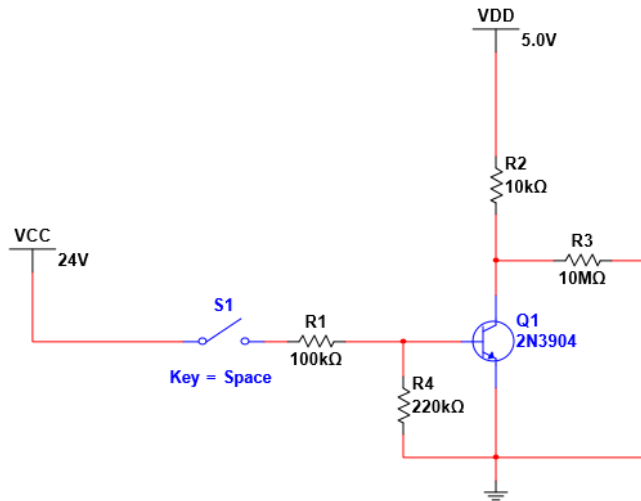 VDD
5.0V
R2
10kΩ
VCC
24V
R3
10MΩ
S1
R1
100kΩ
Q1
2N3904
Key = Space
R4
220kΩ